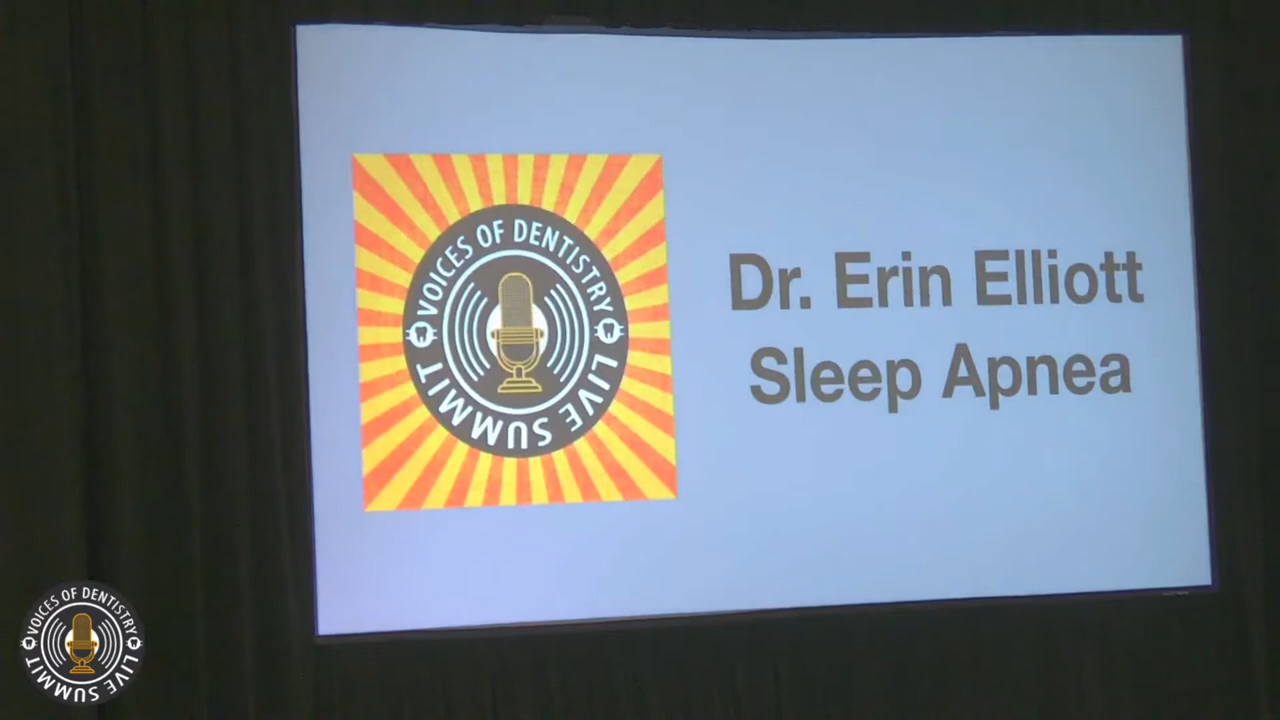 VOICES OF DENTISTRY
LIVE SUMMIT
Dr. Erin Elliott
Sleep Apnea
VOICES OF DENTISTRY
LIVE SUMMIT